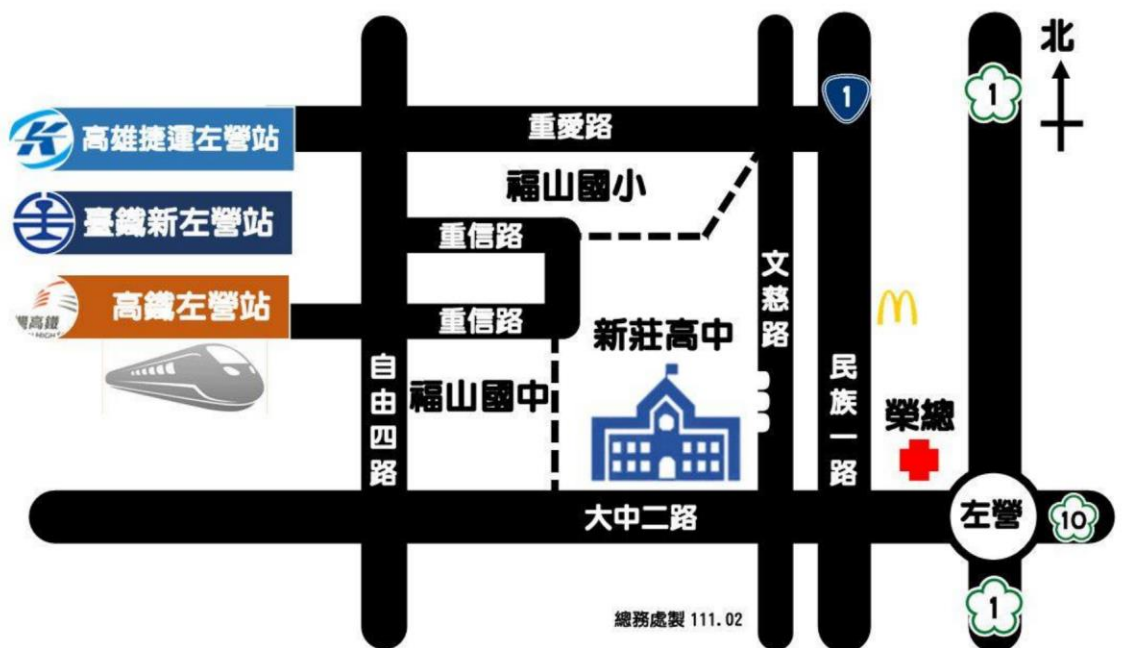 北
1
1
重愛路
高雄捷運左營站
福山國小
臺鐵新左營站
重信路
文慈路
高鐵左營站
重信路
新莊高中
自由四路
福山國中
民族一路
榮總
大中二路
左營
10
1
總務處製 111.02